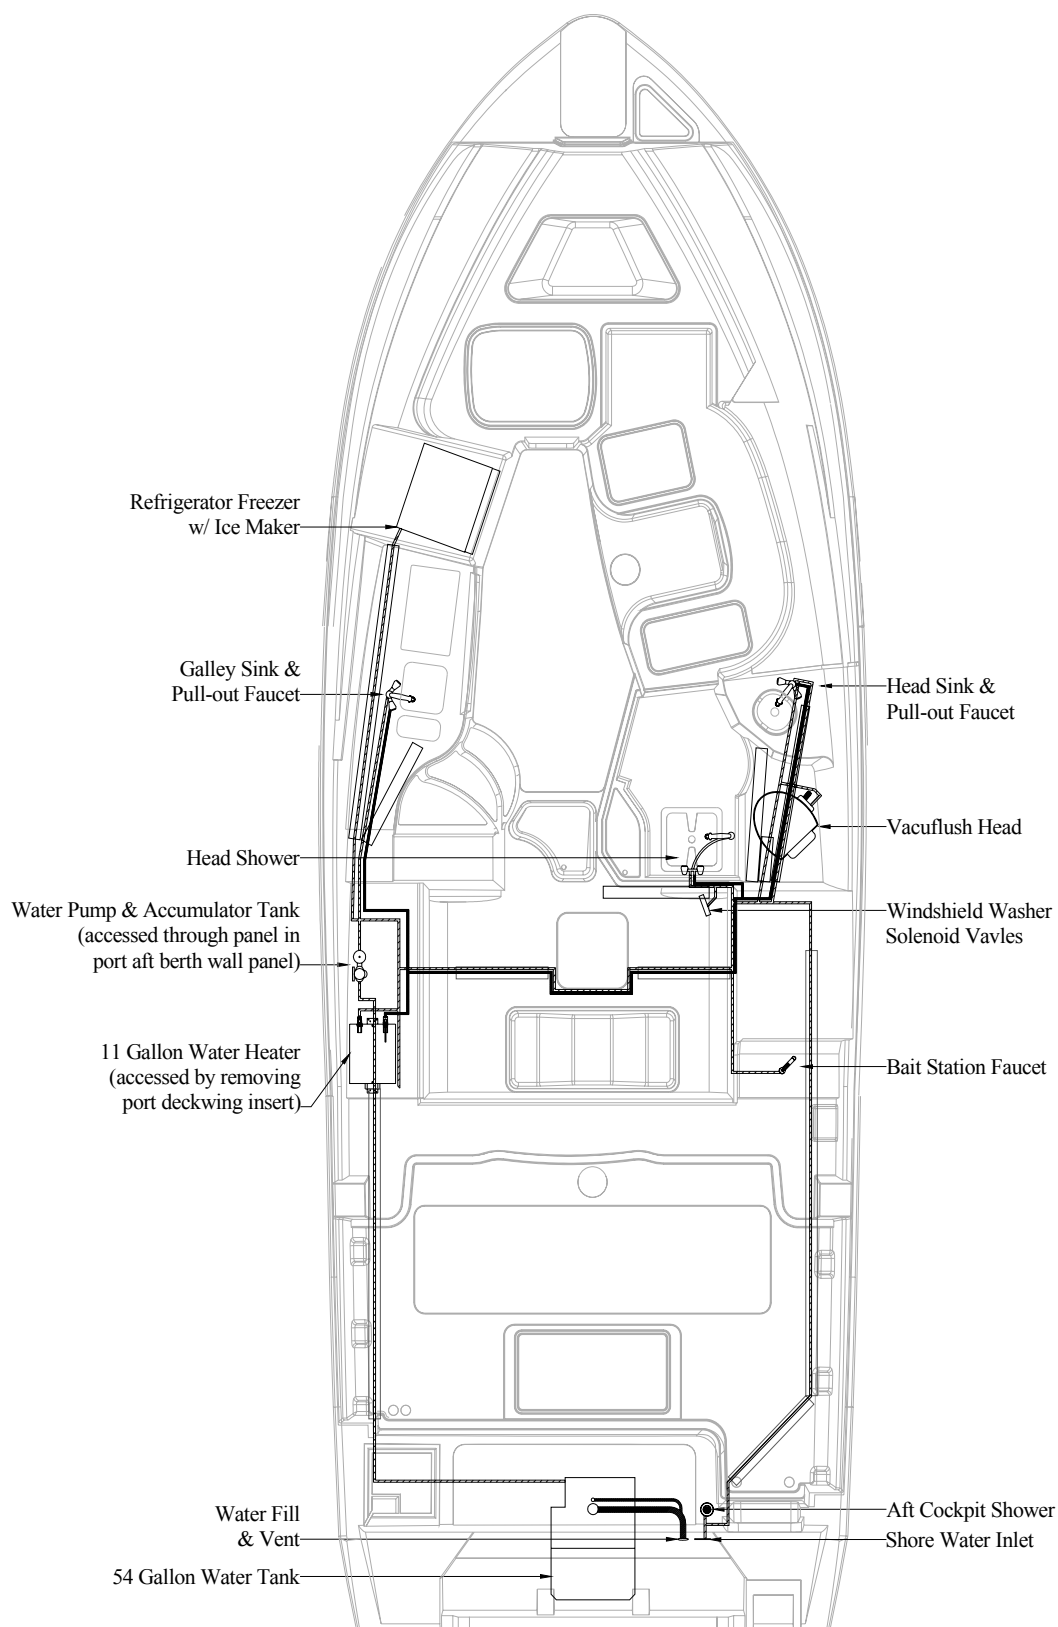 Refrigerator Freezer
w/ Ice Maker
Galley Sink &
Pull-out Faucet
Head Sink &
Pull-out Faucet
Vacuflush Head
Head Shower
Water Pump & Accumulator Tank
(accessed through panel in
port aft berth wall panel)
Windshield Washer
Solenoid Vavles
11 Gallon Water Heater
(accessed by removing
port deckwing insert)
Bait Station Faucet
Water Fill
& Vent
Aft Cockpit Shower
Shore Water Inlet
54 Gallon Water Tank